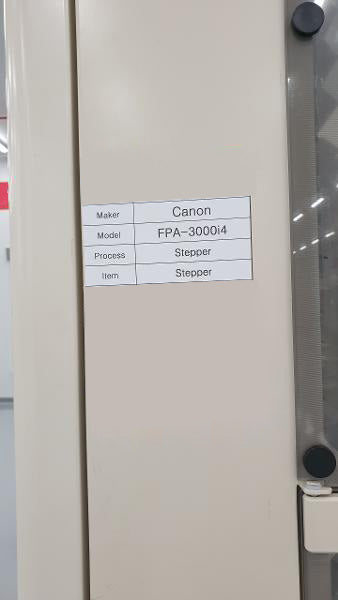 Maker Canon
Model FPA-3000i4
Process Stepper
Item Stepper